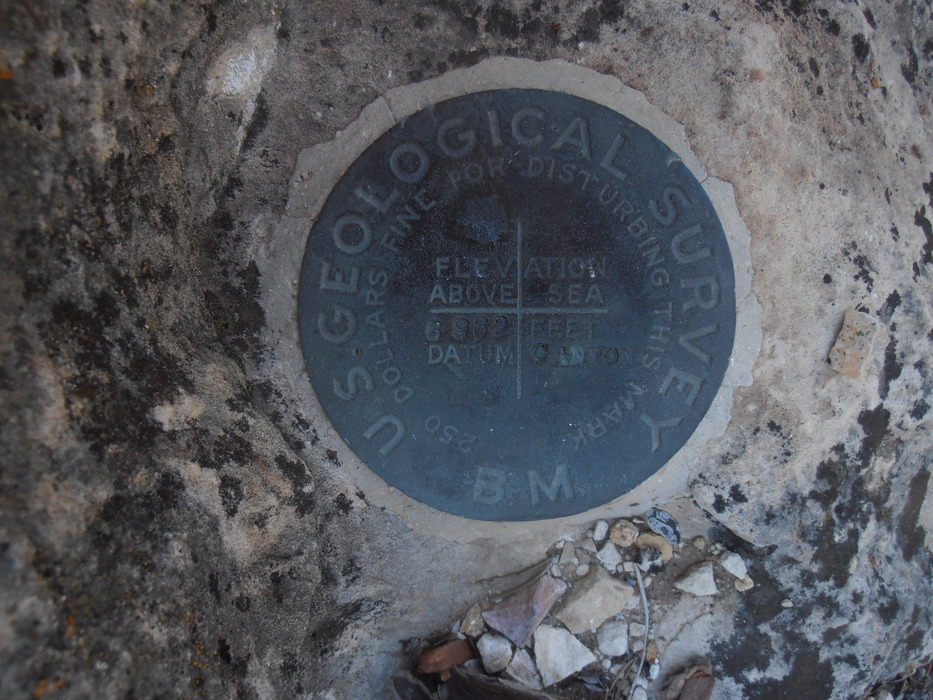 U S GEOLOGICAL SURVEY
250 DOLLARS FINE FOR DISTURBING THIS MARK
ELEVATION
ABOVE SEA
FEET
DATUM
B M